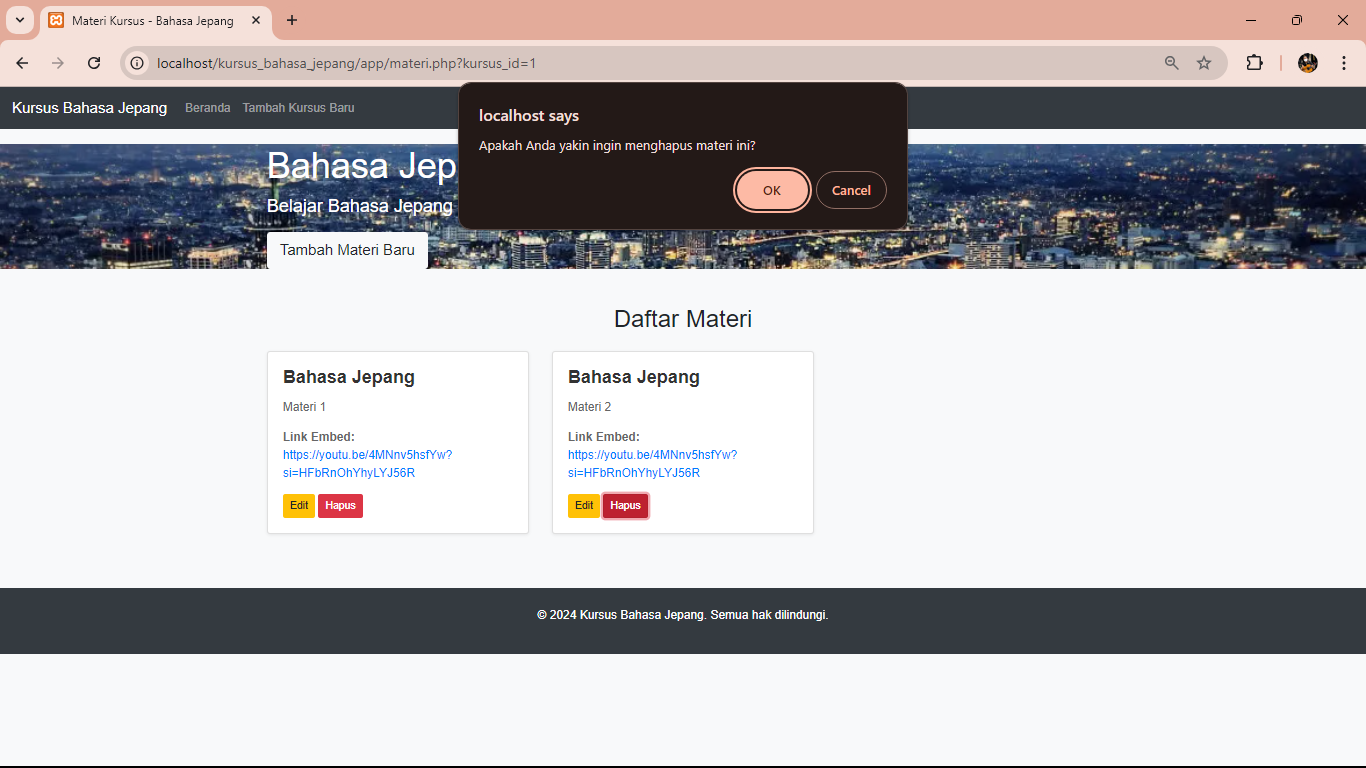 Materi Kursus - Bahasa Jepang
localhost/kursus_bahasa_jepang/app/materi.php?kursus_id=1
Kursus Bahasa Jepang Beranda Tambah Kursus Baru
localhost says
Apakah Anda yakin ingin menghapus materi ini?
OK Cancel
Bahasa Jep
Belajar Bahasa Jepang
Tambah Materi Baru
Daftar Materi
Bahasa Jepang
Materi 1
Link Embed:
https://youtu.be/4MNnv5hsfYw?
si=HFbRnOhYhyLYJ56R
Edit Hapus
Bahasa Jepang
Materi 2
Link Embed:
https://youtu.be/4MNnv5hsfYw?
si=HFbRnOhYhyLYJ56R
Edit Hapus
© 2024 Kursus Bahasa Jepang. Semua hak dilindungi.